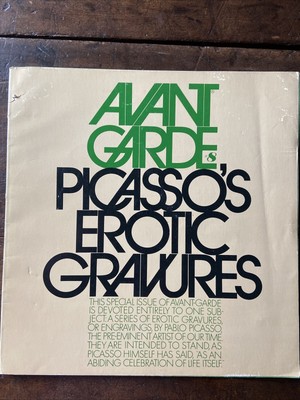 AVANT
GARDE 8
PICASSO'S
EROTIC
GRAVURES
THIS SPECIAL ISSUE OF AVANT-GARDE
IS DEVOTED ENTIRELY TO ONE SUB-
JECT: A SERIES OF EROTIC GRAVURES,
OR ENGRAVINGS, BY PABLO PICASSO,
THE PRE-EMINENT ARTIST OF OUR TIME.
THEY ARE INTENDED TO STAND, AS
PICASSO HIMSELF HAS SAID, "AS AN
ABIDING CELEBRATION OF LIFE ITSELF."